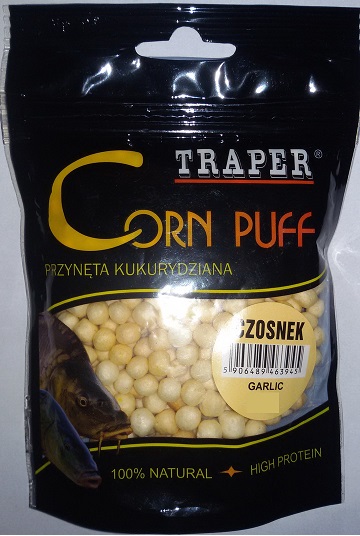 TRAPER®
CORN PUFF
PRZYNĘTA KUKURYDZIANA
CZOSNEK
5 906489 463945
GARLIC
100% NATURAL HIGH PROTEIN